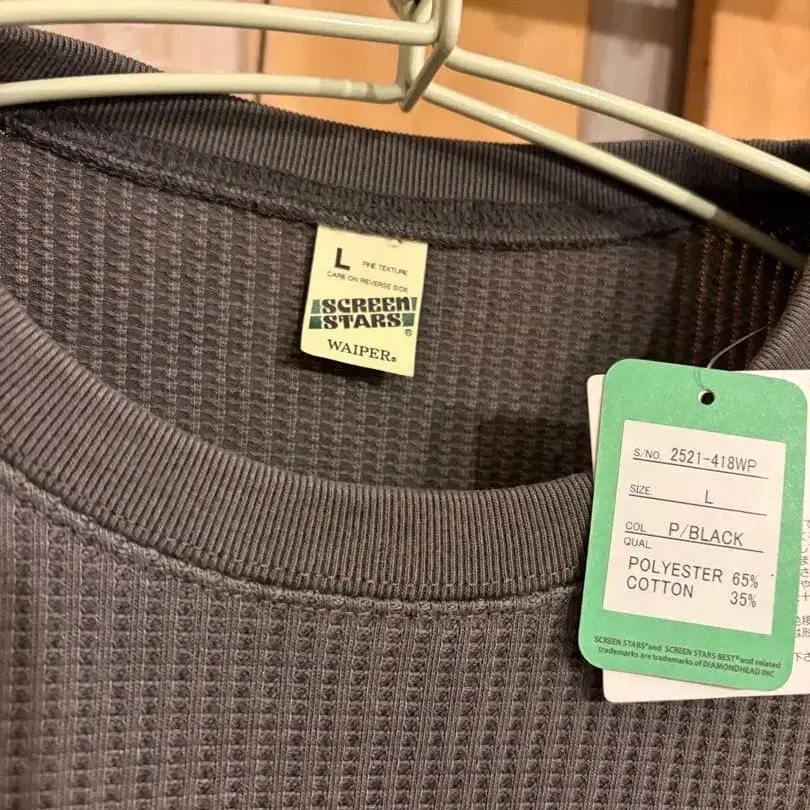 L FINE TEXTURE
CARE ON REVERSE SIDE
SCREEN
STARS®
WAIPER®
S/NO. 2521-418WP
SIZE L
COL P/BLACK
QUAL
POLYESTER 65%
COTTON 35%
SCREEN STARS® and SCREEN STARS BEST® and related
trademarks are trademarks of DIAMONDHEAD INC